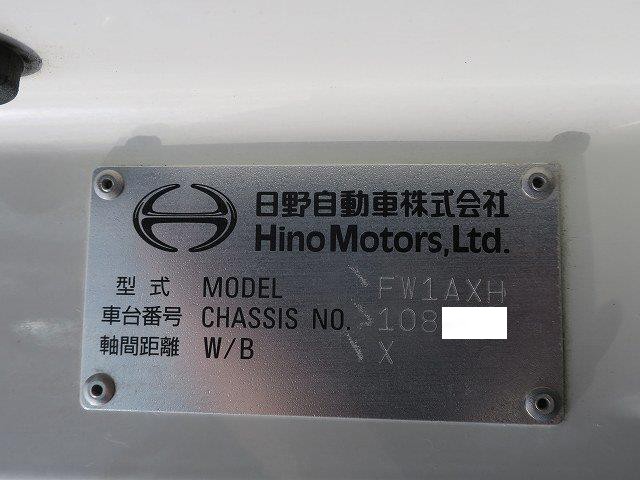 日野自動車株式会社
Hino Motors, Ltd.
型式 MODEL FW1AXH
車台番号 CHASSIS NO. 108
軸間距離 W/B X